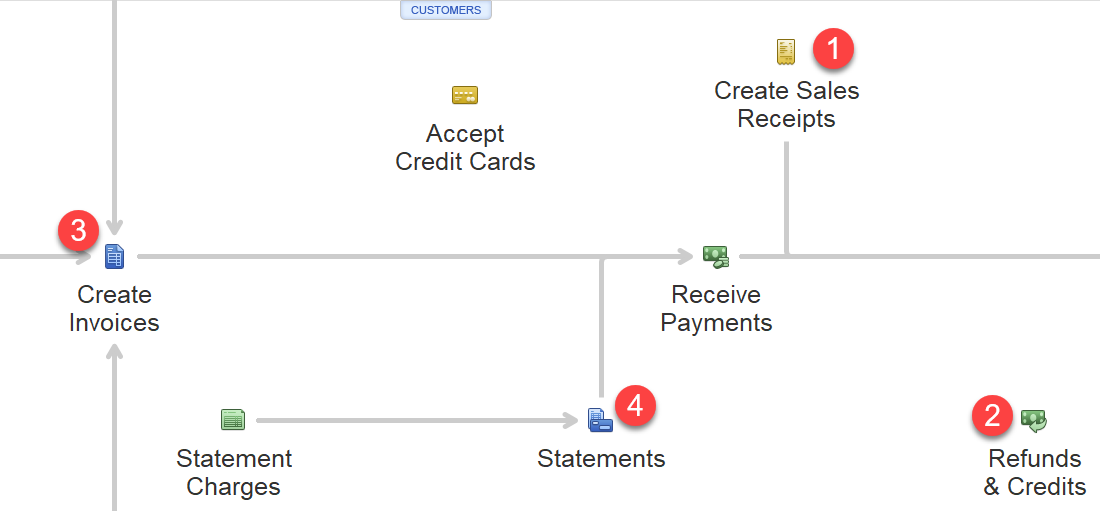 CUSTOMERS
1
Create Sales
Receipts
Accept
Credit Cards
3
Create
Invoices
Receive
Payments
4
2
Statement
Charges
Statements
Refunds
& Credits